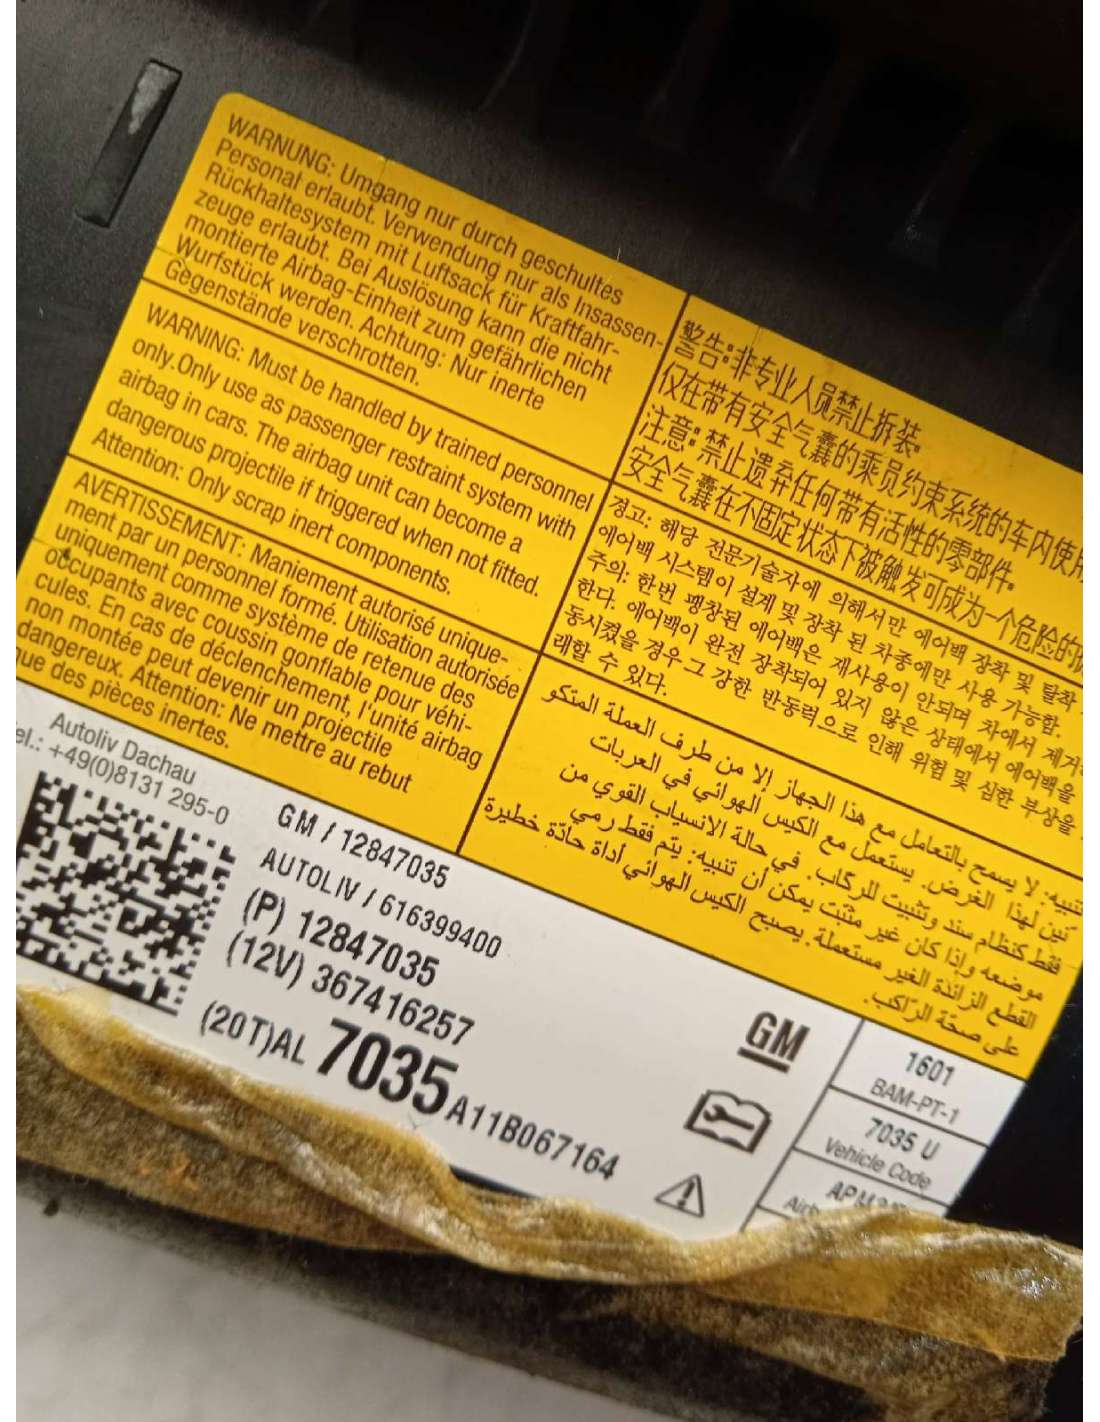 WARNUNG: Umgang nur durch geschultes
Personal erlaubt. Verwendung nur als Insassen-
Rückhaltesystem mit Luftsack für Kraftfahr-
zeuge erlaubt. Bei Auslösung kann die nicht
montierte Airbag-Einheit zum gefährlichen
Wurfstück werden. Achtung: Nur inerte
Gegenstände verschrotten.
WARNING: Must be handled by trained personnel
only.Only use as passenger restraint system with
airbag in cars. The airbag unit can become a
dangerous projectile if triggered when not fitted.
Attention: Only scrap inert components.
AVERTISSEMENT: Maniement autorisé unique-
ment par un personnel formé. Utilisation autorisée
uniquement comme système de retenue des
occupants avec coussin gonflable pour véhi-
cules. En cas de déclenchement, l'unité airbag
non montée peut devenir un projectile
dangereux. Attention: Ne mettre au rebut
que des pièces inertes.
警告:非专业人员禁止拆装.
仅在带有安全气囊的乘员约束系统的车内使用
注意:禁止遗弃任何带有活性的零部件.
安全气囊在不固定状态下被触发可成为一个危险的
경고: 해당 전문기술자에 의해서만 에어백 장착 및 탈착
에어백 시스템이 설계 및 장착 된 차종에만 사용 가능함.
주의: 한번 팽창된 에어백은 재사용이 안되며 차에서 제거
한다. 에어백이 완전 장착되어 있지 않은 상태에서 에어백을
동시켰을 경우 그 강한 반동력으로 인해 위험 및 심한 부상을
래할 수 있다.
تنبيه: لا يسمح بالتعامل مع هذا الجهاز إلا من طرف العملة المتكو
نين لهذا الغرض. يستعمل مع الكيس الهوائي في العربات
فقط كنظام سند وتثبيت للركاب. في حالة الانسياب القوي من
موضعه وإذا كان غير مثبت يمكن أن تنبيه: يتم فقط رمي
القطع الزائدة الغير مستعملة. يصبح الكيس الهوائي أداة حادّة خطيرة
على صحّة الرّاكب.
Autoliv Dachau
el.: +49(0)8131 295-0
GM / 12847035
AUTOLIV / 616399400
(P) 12847035
(12V) 367416257
(20T)AL 7035 A11B067164
GM
1601
BAM-PT-1
7035 U
Vehicle Code